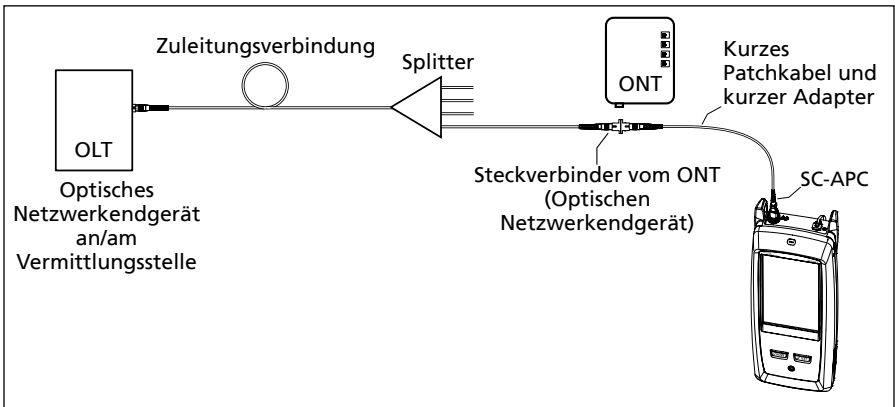 Zuleitungsverbindung
Splitter
ONT
Kurzes
Patchkabel und
kurzer Adapter
OLT
Optisches
Netzwerkendgerät
an/am
Vermittlungsstelle
Steckverbinder vom ONT
(Optischen
Netzwerkendgerät)
SC-APC